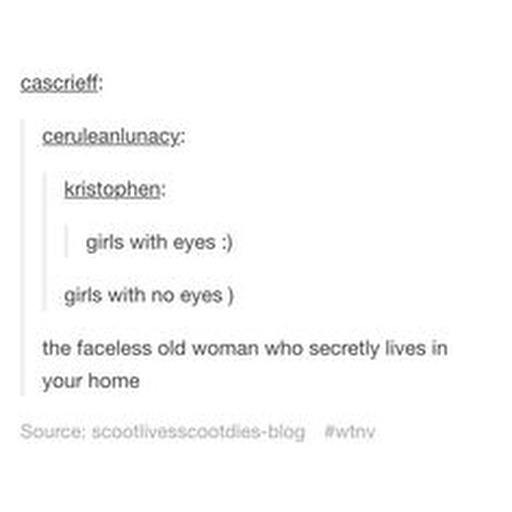 cascrieff:
ceruleanlunacy:
kristophen:
girls with eyes :)
girls with no eyes )
the faceless old woman who secretly lives in
your home
Source: scootlivesscootdies-blog #wtnv